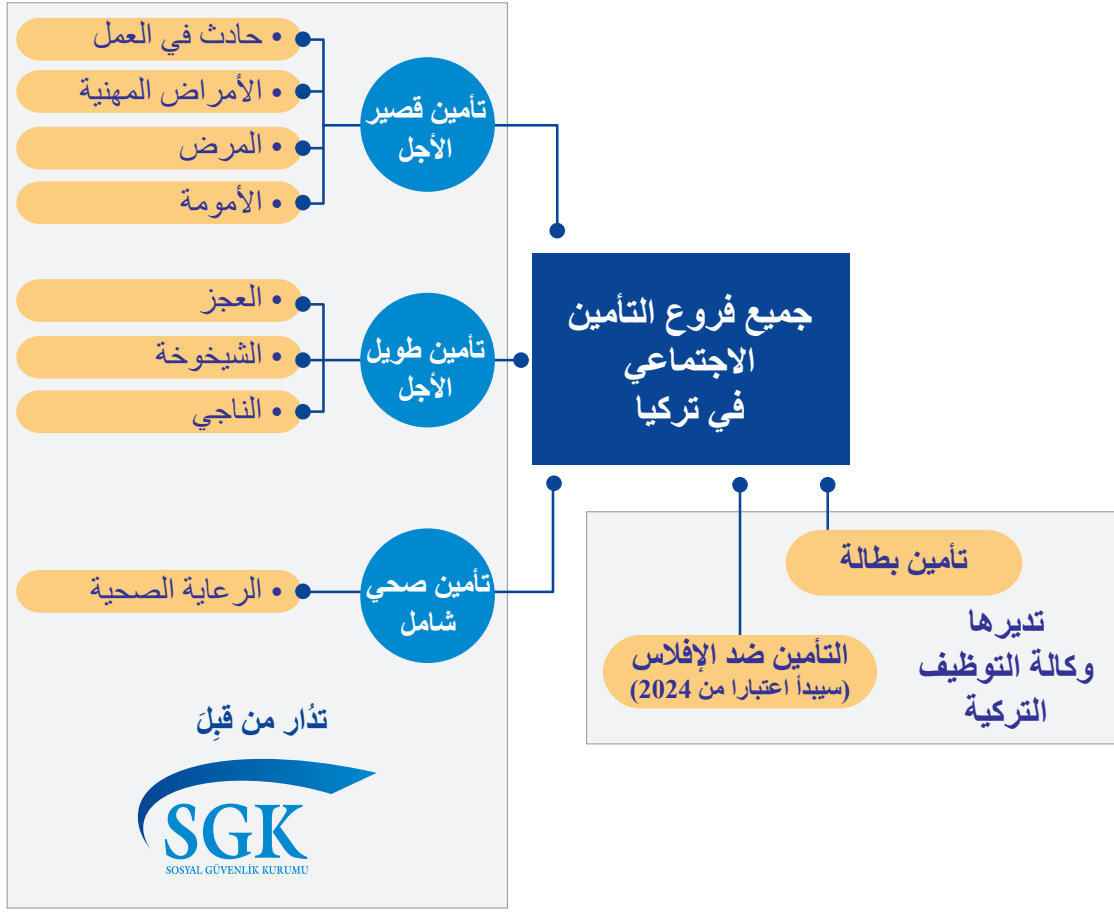 • حادث في العمل
• الأمراض المهنية
• المرض
• الأمومة
تأمين قصير
الأجل
جميع فروع التأمين
الاجتماعي
في تركيا
• العجز
• الشيخوخة
• الناجي
تأمين طويل
الأجل
• الرعاية الصحية
تأمين صحي
شامل
تأمين بطالة
التأمين ضد الإفلاس
(سيبدأ اعتبارا من 2024)
تديرها
وكالة التوظيف
التركية
تدُار من قبِلَ
SGK
SOSYAL GÜVENLİK KURUMU